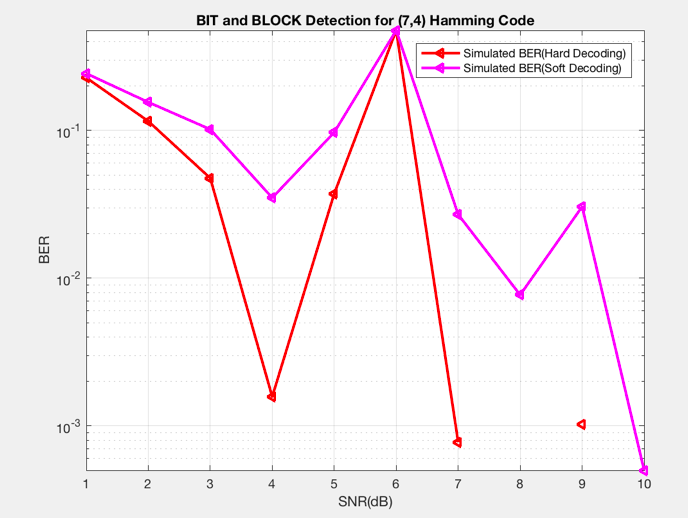 BIT and BLOCK Detection for (7,4) Hamming Code
Simulated BER(Hard Decoding)
Simulated BER(Soft Decoding)
10-1
10-2
10-3
BER
1 2 3 4 5 6 7 8 9 10
SNR(dB)